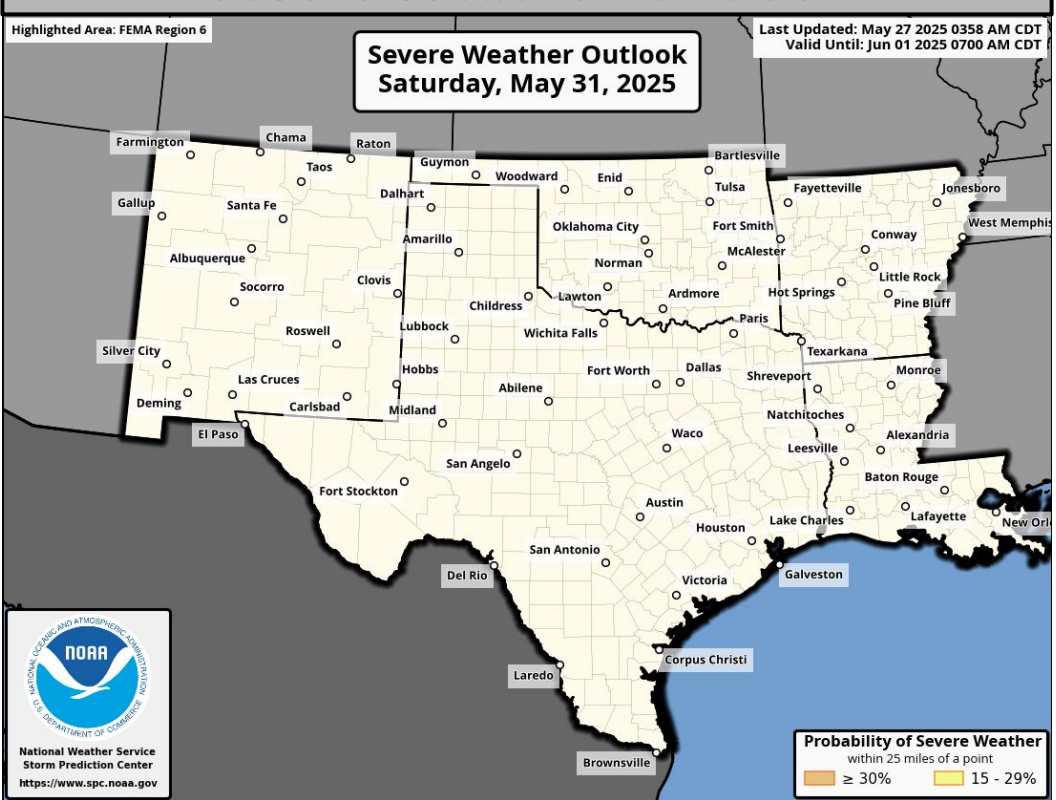 Highlighted Area: FEMA Region 6
Severe Weather Outlook
Saturday, May 31, 2025
Last Updated: May 27 2025 0358 AM CDT
Valid Until: Jun 01 2025 0700 AM CDT
Farmington
Chama
Raton
Taos
Guymon
Woodward
Enid
Bartlesville
Tulsa
Fayetteville
Jonesboro
Gallup
Santa Fe
Dalhart
Oklahoma City
Fort Smith
Conway
West Memphis
Albuquerque
Amarillo
Norman
McAlester
Little Rock
Socorro
Clovis
Childress
Lawton
Ardmore
Hot Springs
Pine Bluff
Roswell
Lubbock
Wichita Falls
Paris
Texarkana
Silver City
Las Cruces
Hobbs
Abilene
Fort Worth
Dallas
Shreveport
Monroe
Deming
Carlsbad
Midland
Natchitoches
El Paso
San Angelo
Waco
Leesville
Alexandria
Fort Stockton
Austin
Baton Rouge
Houston
Lake Charles
Lafayette
New Orl
Del Rio
San Antonio
Victoria
Galveston
Laredo
Corpus Christi
Brownsville
NATIONAL OCEANIC AND ATMOSPHERIC ADMINISTRATION
NOAA
U.S. DEPARTMENT OF COMMERCE
National Weather Service
Storm Prediction Center
https://www.spc.noaa.gov
Probability of Severe Weather
within 25 miles of a point
≥ 30%
15 - 29%